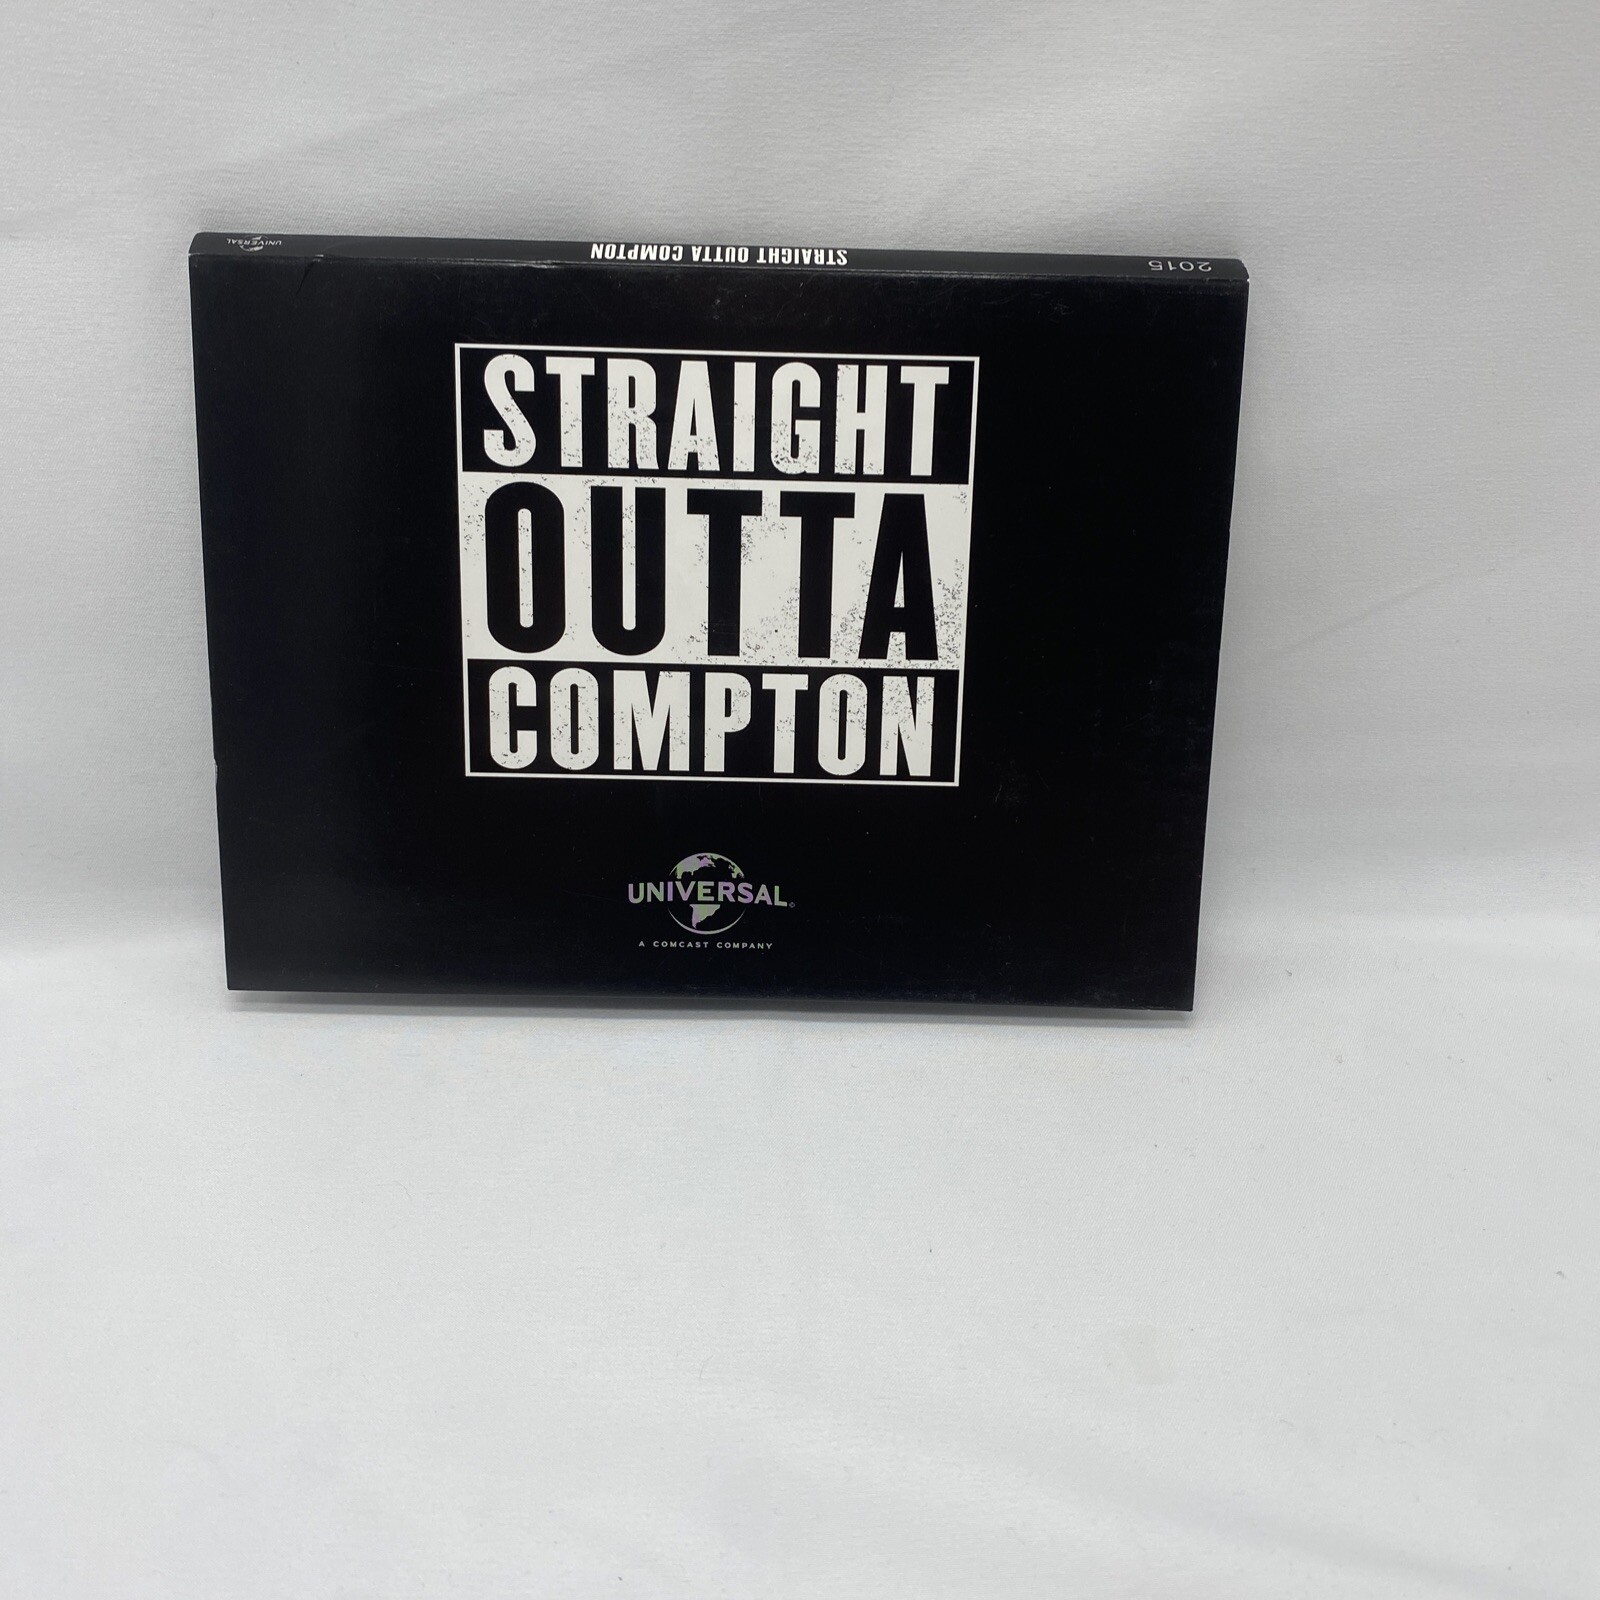 UNIVERSAL
STRAIGHT OUTTA COMPTON
2015
STRAIGHT
OUTTA
COMPTON
UNIVERSAL
A COMCAST COMPANY